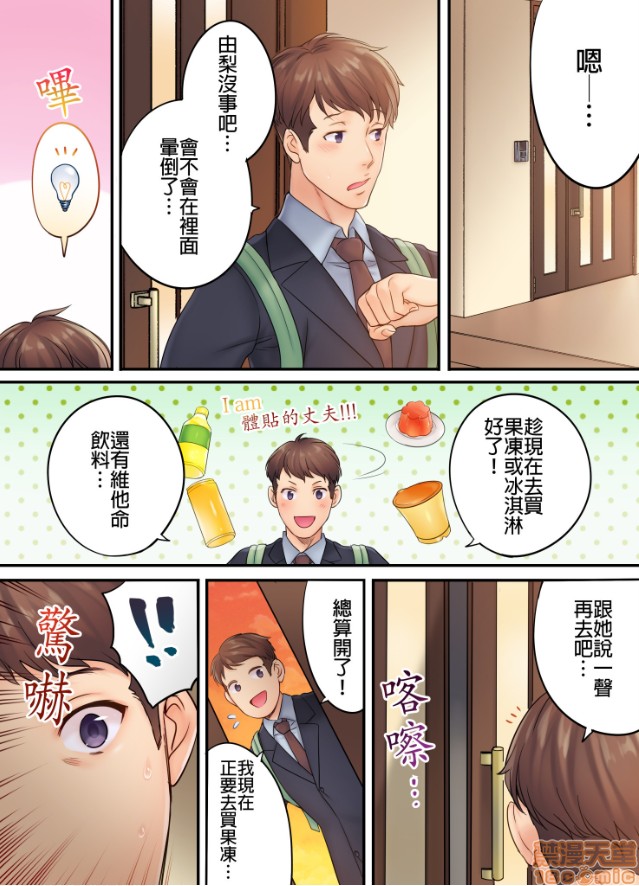 嗯─…
由梨沒事吧…
會不會在裡面
暈倒了…
嗶
趁現在去買
果凍或冰淇淋
好了！
I am
體貼的丈夫!!!
還有維他命
飲料…
跟她說一聲
再去吧…
喀嚓…
總算開了！
我現在
正要去買果凍…
!!
驚嚇